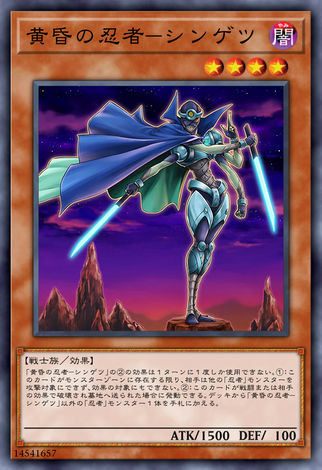 黄昏の忍者－シンゲツ
闇
やみ
【戦士族／効果】
「黄昏の忍者－シンゲツ」の②の効果は１ターンに１度しか使用できない。①：こ
のカードがモンスターゾーンに存在する限り、相手は他の「忍者」モンスターを
攻撃対象にできず、効果の対象にもできない。②：このカードが戦闘または相手
の効果で破壊され墓地へ送られた場合に発動できる。デッキから「黄昏の忍者－
シンゲツ」以外の「忍者」モンスター１体を手札に加える。
ATK/1500 DEF/ 100
14541657